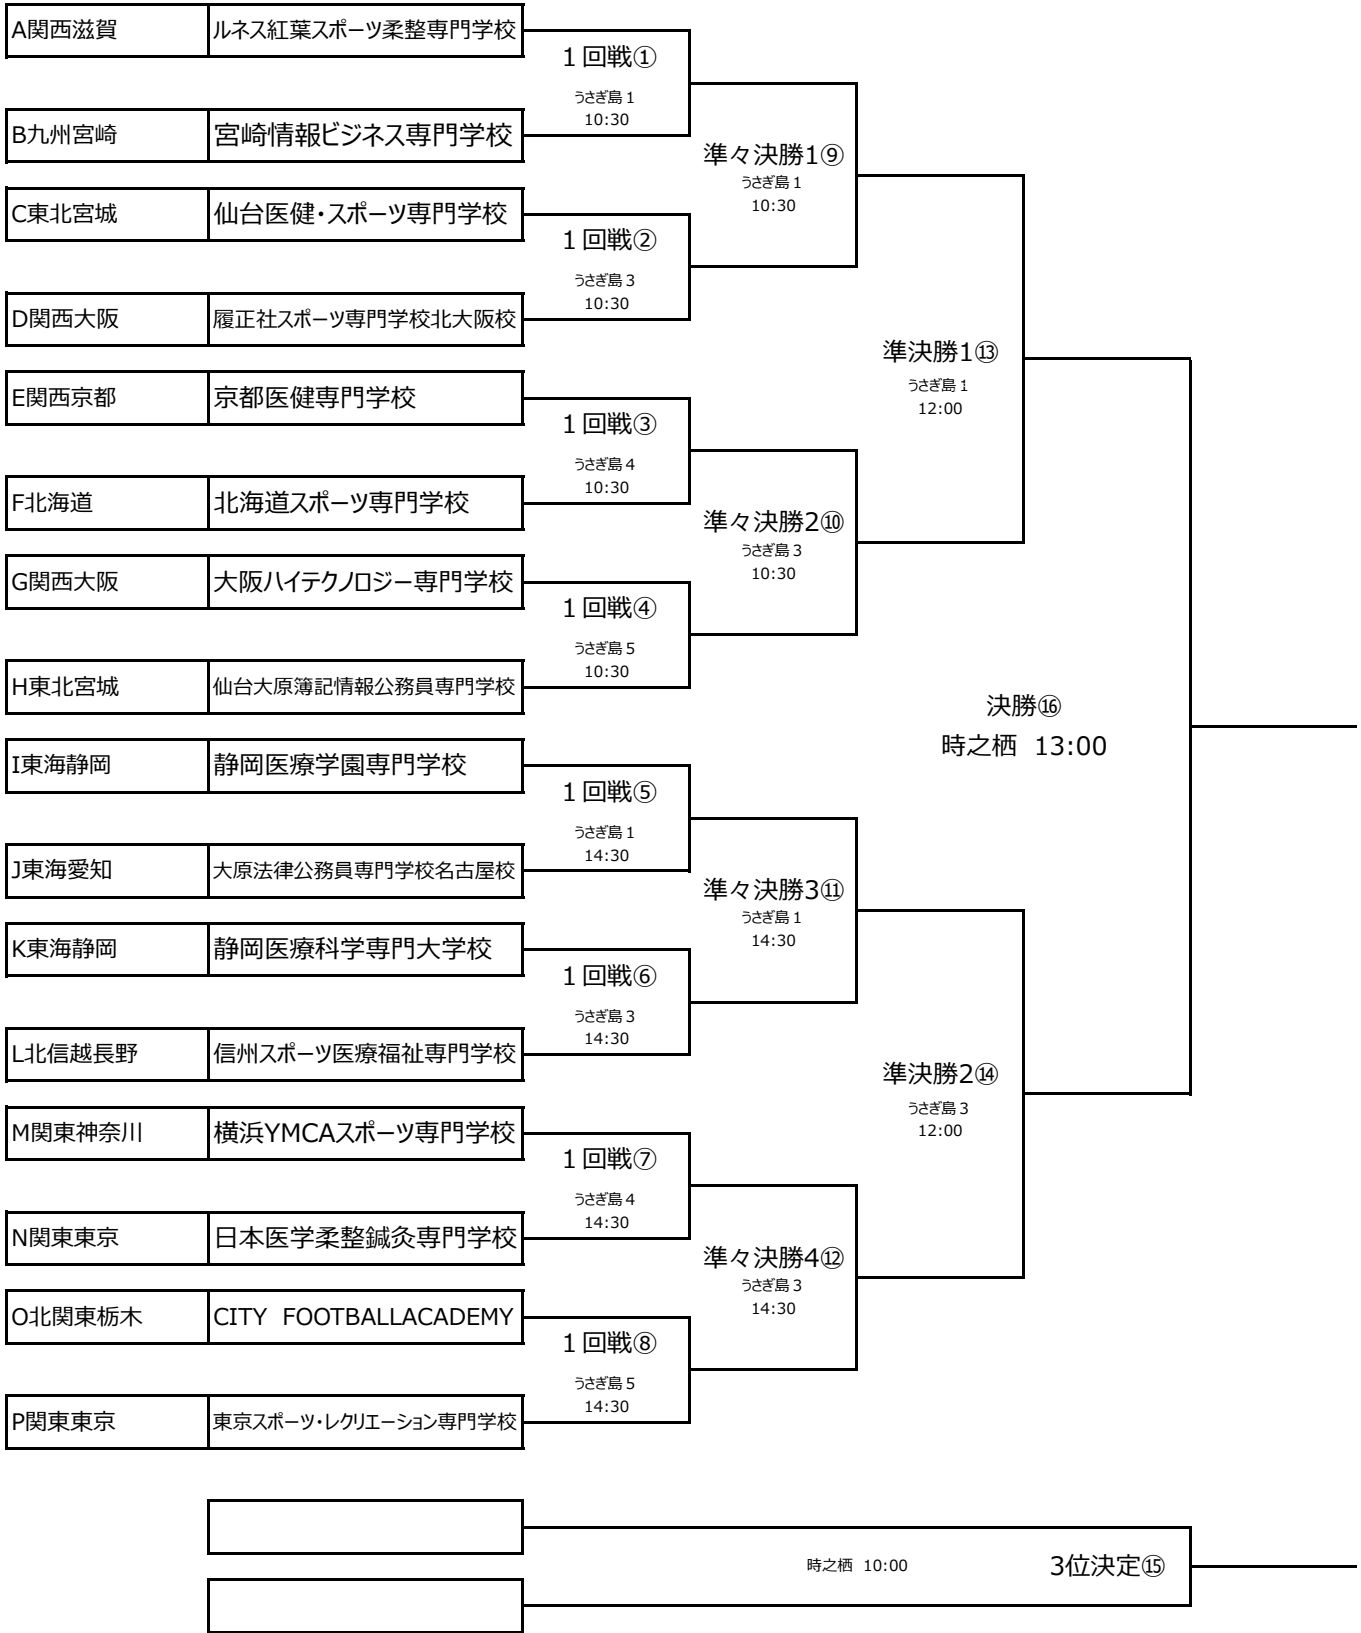 A関西滋賀 ルネス紅葉スポーツ柔整専門学校
1回戦①
うさぎ島1
10:30
B九州宮崎 宮崎情報ビジネス専門学校
準々決勝1⑨
うさぎ島1
10:30
C東北宮城 仙台医健・スポーツ専門学校
1回戦②
うさぎ島3
10:30
D関西大阪 履正社スポーツ専門学校北大阪校
準決勝1⑬
うさぎ島1
12:00
E関西京都 京都医健専門学校
1回戦③
うさぎ島4
10:30
F北海道 北海道スポーツ専門学校
準々決勝2⑩
うさぎ島3
10:30
G関西大阪 大阪ハイテクノロジー専門学校
1回戦④
うさぎ島5
10:30
H東北宮城 仙台大原簿記情報公務員専門学校
決勝⑯
時之栖 13:00
I東海静岡 静岡医療学園専門学校
1回戦⑤
うさぎ島1
14:30
J東海愛知 大原法律公務員専門学校名古屋校
準々決勝3⑪
うさぎ島1
14:30
K東海静岡 静岡医療科学専門大学校
1回戦⑥
うさぎ島3
14:30
L北信越長野 信州スポーツ医療福祉専門学校
準決勝2⑭
うさぎ島3
12:00
M関東神奈川 横浜YMCAスポーツ専門学校
1回戦⑦
うさぎ島4
14:30
N関東東京 日本医学柔整鍼灸専門学校
準々決勝4⑫
うさぎ島3
14:30
O北関東栃木 CITY FOOTBALLACADEMY
1回戦⑧
うさぎ島5
14:30
P関東東京 東京スポーツ・レクリエーション専門学校
時之栖 10:00 3位決定⑮